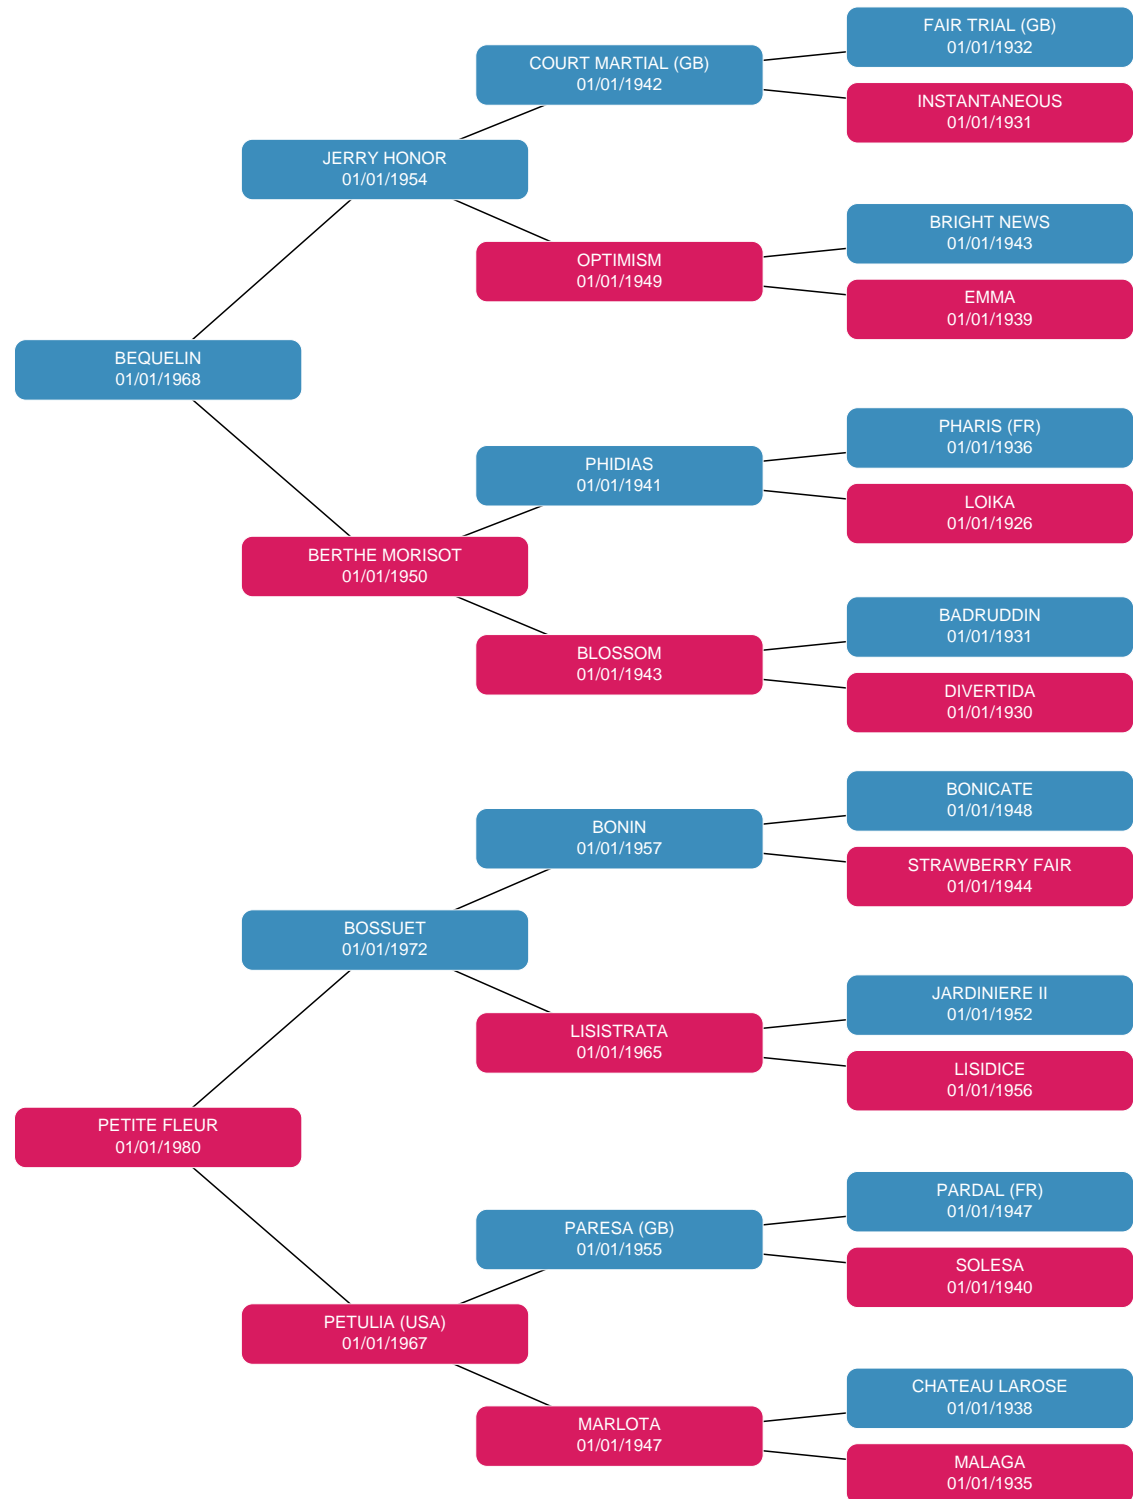 FAIR TRIAL (GB)
01/01/1932
COURT MARTIAL (GB)
01/01/1942
INSTANTANEOUS
01/01/1931
JERRY HONOR
01/01/1954
BRIGHT NEWS
01/01/1943
OPTIMISM
01/01/1949
EMMA
01/01/1939
BEQUELIN
01/01/1968
PHARIS (FR)
01/01/1936
PHIDIAS
01/01/1941
LOIKA
01/01/1926
BERTHE MORISOT
01/01/1950
BADRUDDIN
01/01/1931
BLOSSOM
01/01/1943
DIVERTIDA
01/01/1930
BONICATE
01/01/1948
BONIN
01/01/1957
STRAWBERRY FAIR
01/01/1944
BOSSUET
01/01/1972
JARDINIERE II
01/01/1952
LISISTRATA
01/01/1965
LISIDICE
01/01/1956
PETITE FLEUR
01/01/1980
PARDAL (FR)
01/01/1947
PARESA (GB)
01/01/1955
SOLESA
01/01/1940
PETULIA (USA)
01/01/1967
CHATEAU LAROSE
01/01/1938
MARLOTA
01/01/1947
MALAGA
01/01/1935